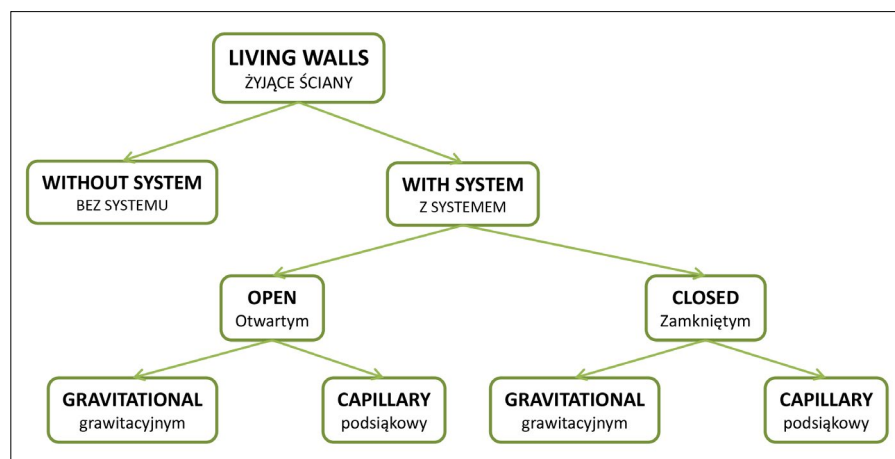 LIVING WALLS
ŻYJĄCE ŚCIANY
WITHOUT SYSTEM
BEZ SYSTEMU
WITH SYSTEM
Z SYSTEMEM
OPEN
Otwartym
CLOSED
Zamkniętym
GRAVITATIONAL
grawitacyjnym
CAPILLARY
podsiąkowy
GRAVITATIONAL
grawitacyjnym
CAPILLARY
podsiąkowy